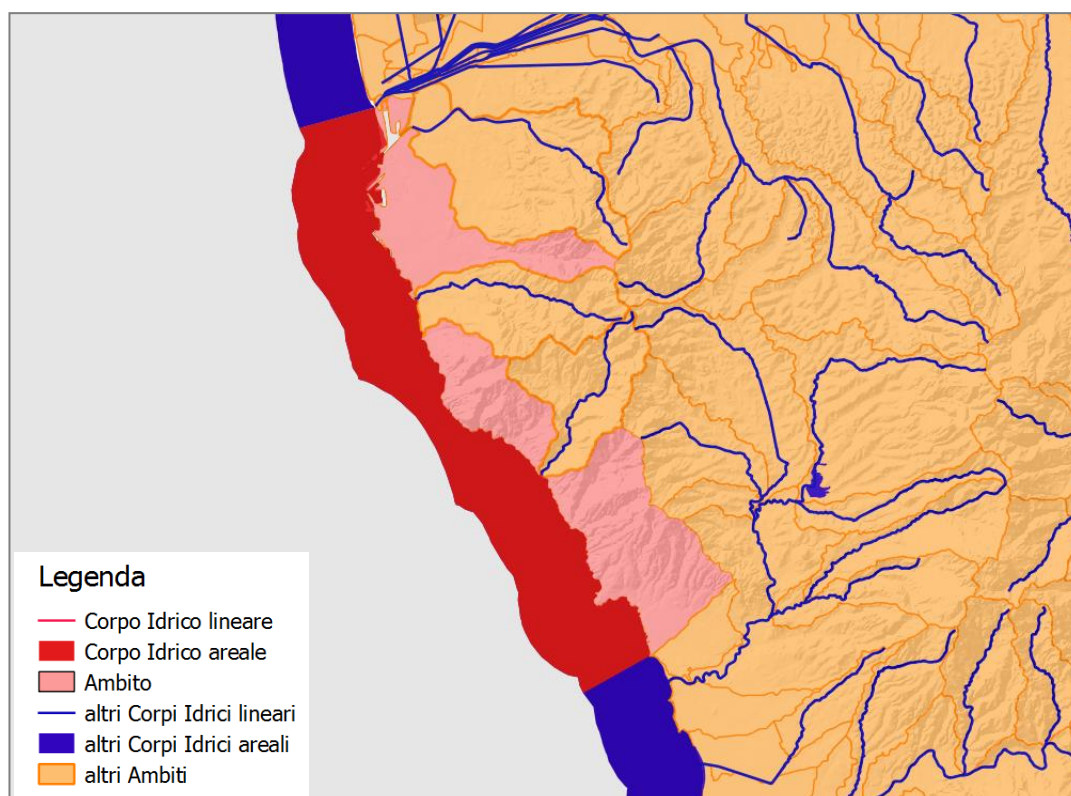 Legenda
Corpo Idrico lineare
Corpo Idrico areale
Ambito
altri Corpi Idrici lineari
altri Corpi Idrici areali
altri Ambiti